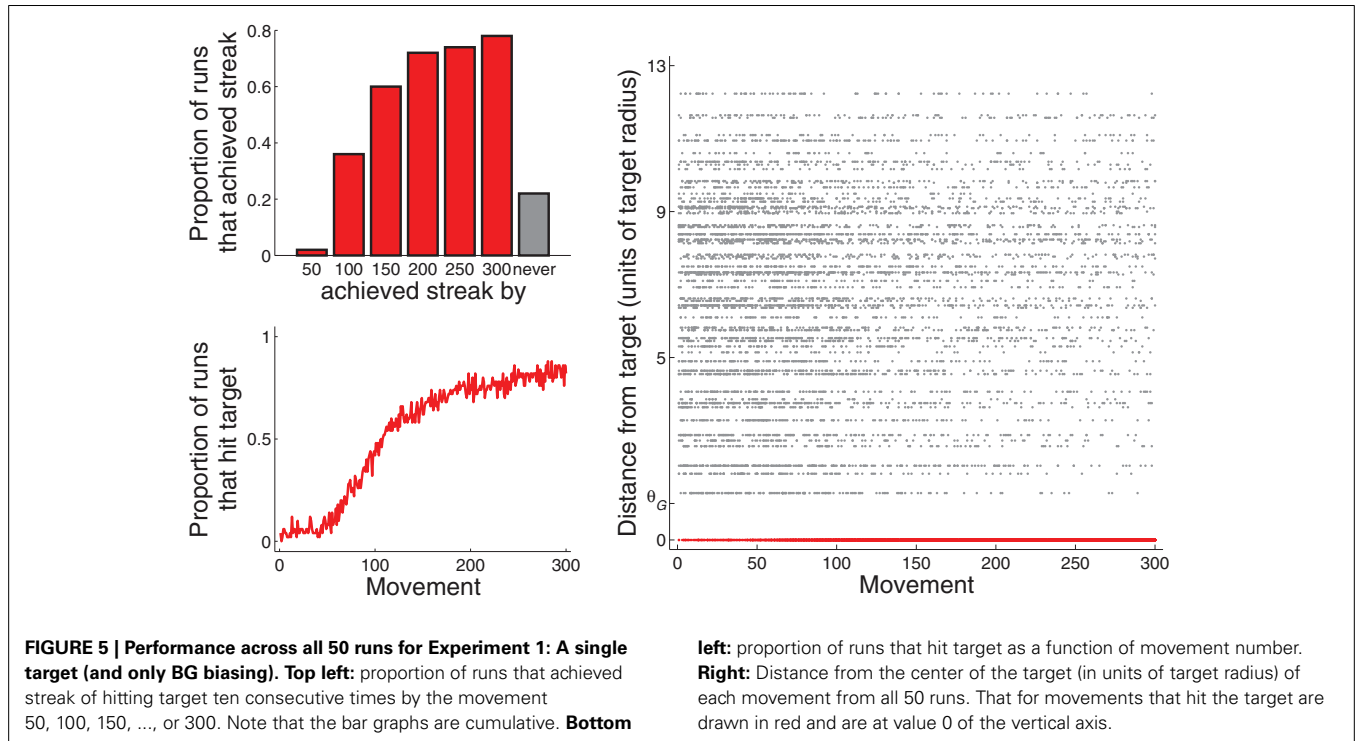 Proportion of runs
that achieved streak
0.8
0.6
0.4
0.2
0
50 100 150 200 250 300 never
achieved streak by
Proportion of runs
that hit target
1
0.5
0
0 100 200 300
Movement
Distance from target (units of target radius)
13
9
5
θG
0
0 50 100 150 200 250 300
Movement
FIGURE 5 | Performance across all 50 runs for Experiment 1: A single
target (and only BG biasing). Top left: proportion of runs that achieved
streak of hitting target ten consecutive times by the movement
50, 100, 150, ..., or 300. Note that the bar graphs are cumulative. Bottom
left: proportion of runs that hit target as a function of movement number.
Right: Distance from the center of the target (in units of target radius) of
each movement from all 50 runs. That for movements that hit the target are
drawn in red and are at value 0 of the vertical axis.